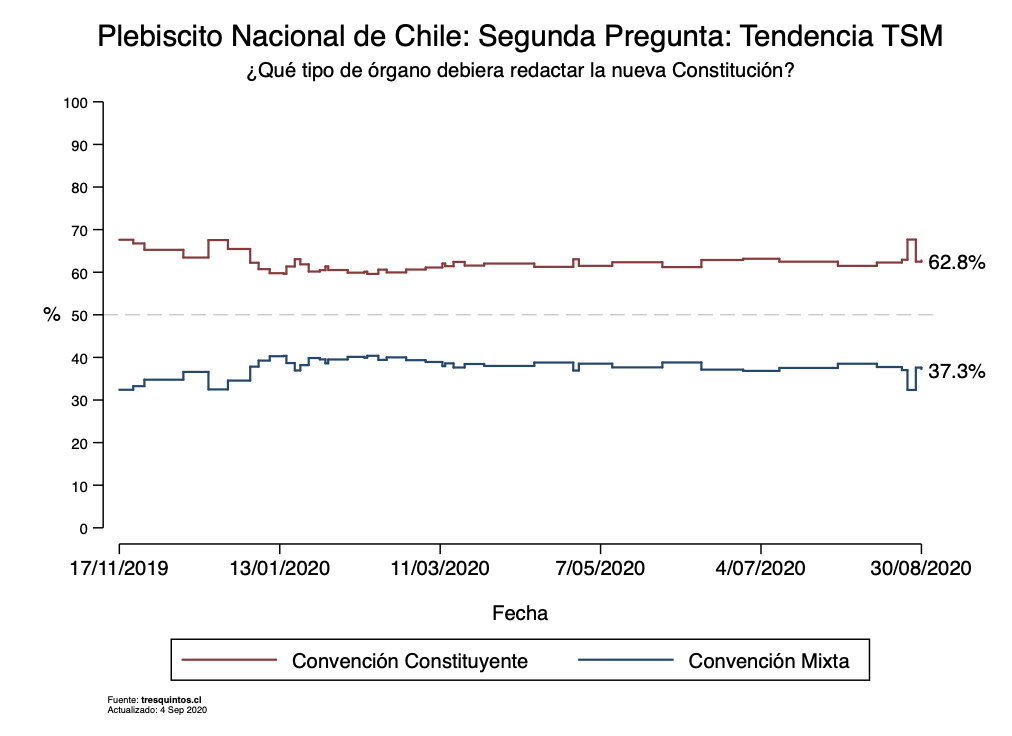 Plebiscito Nacional de Chile: Segunda Pregunta: Tendencia TSM
¿Qué tipo de órgano debiera redactar la nueva Constitución?
100
90
80
70
60
% 50
40
30
20
10
0
62.8%
37.3%
17/11/2019 13/01/2020 11/03/2020 7/05/2020 4/07/2020 30/08/2020
Fecha
Convención Constituyente Convención Mixta
Fuente: tresquintos.cl
Actualizado: 4 Sep 2020